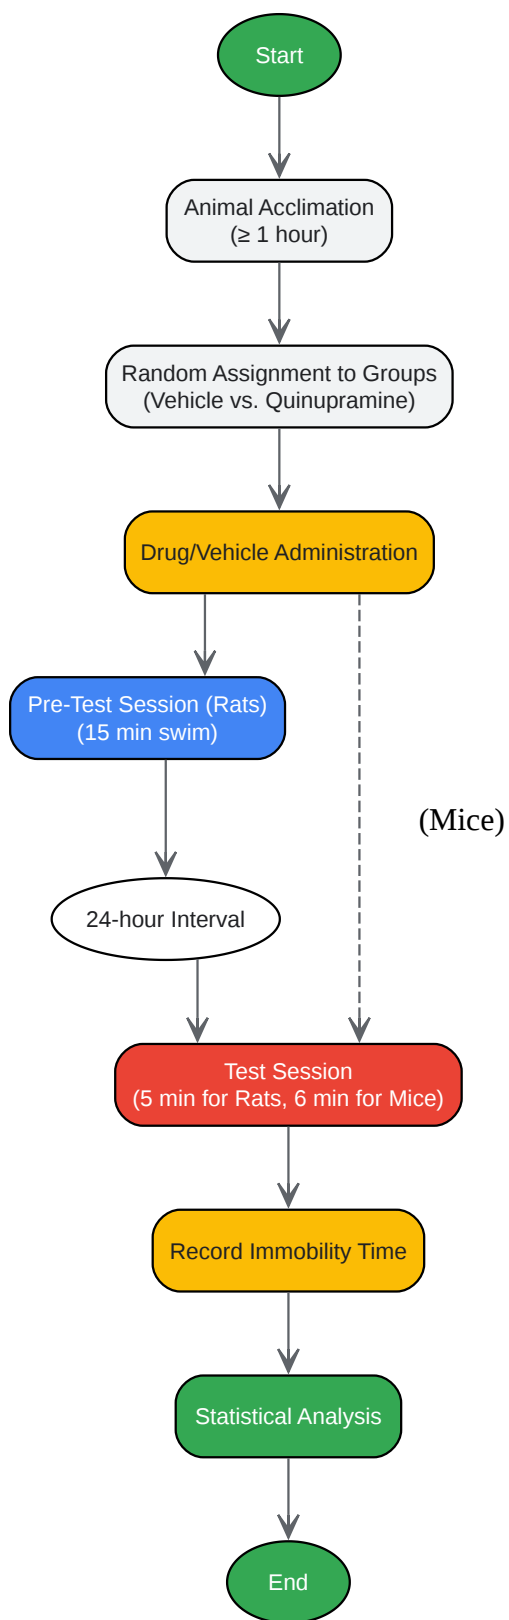 Start
Animal Acclimation
(≥ 1 hour)
Random Assignment to Groups
(Vehicle vs. Quinupramine)
Drug/Vehicle Administration
Pre-Test Session (Rats)
(15 min swim)
(Mice)
24-hour Interval
Test Session
(5 min for Rats, 6 min for Mice)
Record Immobility Time
Statistical Analysis
End